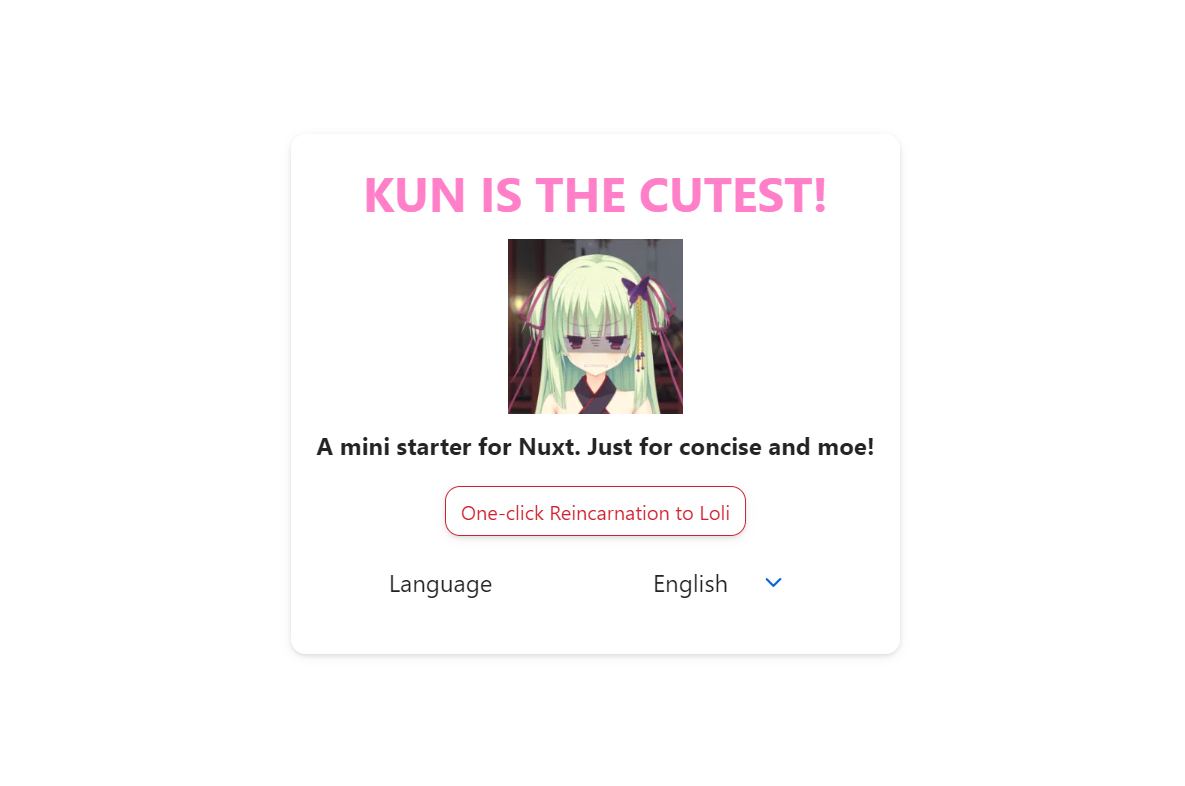 KUN IS THE CUTEST!
A mini starter for Nuxt. Just for concise and moe!
One-click Reincarnation to Loli
Language
English